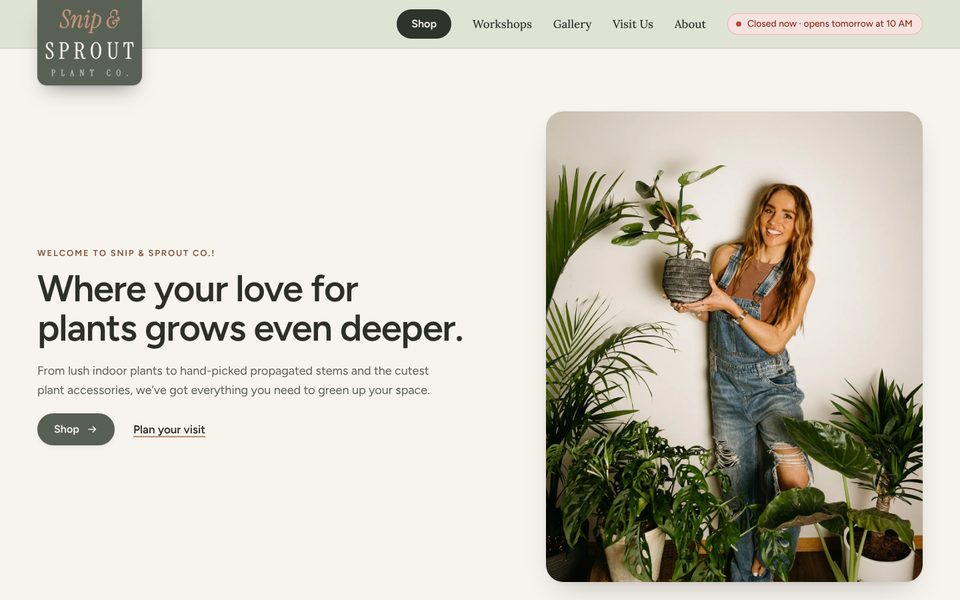 Snip &
SPROUT
PLANT CO.
Shop
Workshops
Gallery
Visit Us
About
Closed now · opens tomorrow at 10 AM
WELCOME TO SNIP & SPROUT CO.!
Where your love for
plants grows even deeper.
From lush indoor plants to hand-picked propagated stems and the cutest
plant accessories, we’ve got everything you need to green up your space.
Shop →
Plan your visit